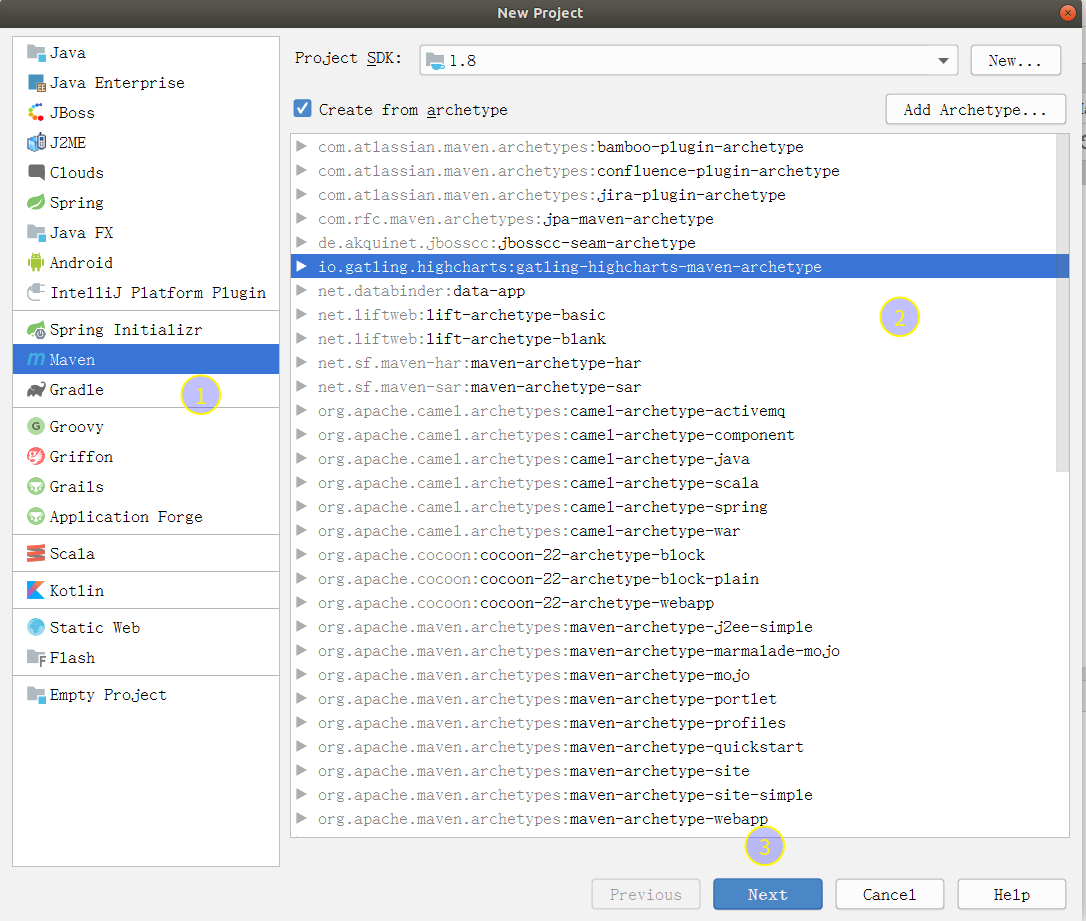 New Project
Java
Java Enterprise
JBoss
J2ME
Clouds
Spring
Java FX
Android
IntelliJ Platform Plugin
Spring Initializr
Maven
Gradle
1
Groovy
Griffon
Grails
Application Forge
Scala
Kotlin
Static Web
Flash
Empty Project
Project SDK: 1.8 New...
Create from archetype Add Archetype...
com.atlassian.maven.archetypes:bamboo-plugin-archetype
com.atlassian.maven.archetypes:confluence-plugin-archetype
com.atlassian.maven.archetypes:jira-plugin-archetype
com.rfc.maven.archetypes:jpa-maven-archetype
de.akquinet.jbosscc:jbosscc-seam-archetype
io.gatling.highcharts:gatling-highcharts-maven-archetype
net.databinder:data-app
net.liftweb:lift-archetype-basic
2
net.liftweb:lift-archetype-blank
net.sf.maven-har:maven-archetype-har
net.sf.maven-sar:maven-archetype-sar
org.apache.camel.archetypes:camel-archetype-activemq
org.apache.camel.archetypes:camel-archetype-component
org.apache.camel.archetypes:camel-archetype-java
org.apache.camel.archetypes:camel-archetype-scala
org.apache.camel.archetypes:camel-archetype-spring
org.apache.camel.archetypes:camel-archetype-war
org.apache.cocoon:cocoon-22-archetype-block
org.apache.cocoon:cocoon-22-archetype-block-plain
org.apache.cocoon:cocoon-22-archetype-webapp
org.apache.maven.archetypes:maven-archetype-j2ee-simple
org.apache.maven.archetypes:maven-archetype-marmalade-mojo
org.apache.maven.archetypes:maven-archetype-mojo
org.apache.maven.archetypes:maven-archetype-portlet
org.apache.maven.archetypes:maven-archetype-profiles
org.apache.maven.archetypes:maven-archetype-quickstart
org.apache.maven.archetypes:maven-archetype-site
org.apache.maven.archetypes:maven-archetype-site-simple
org.apache.maven.archetypes:maven-archetype-webapp
3
Previous Next Cancel Help